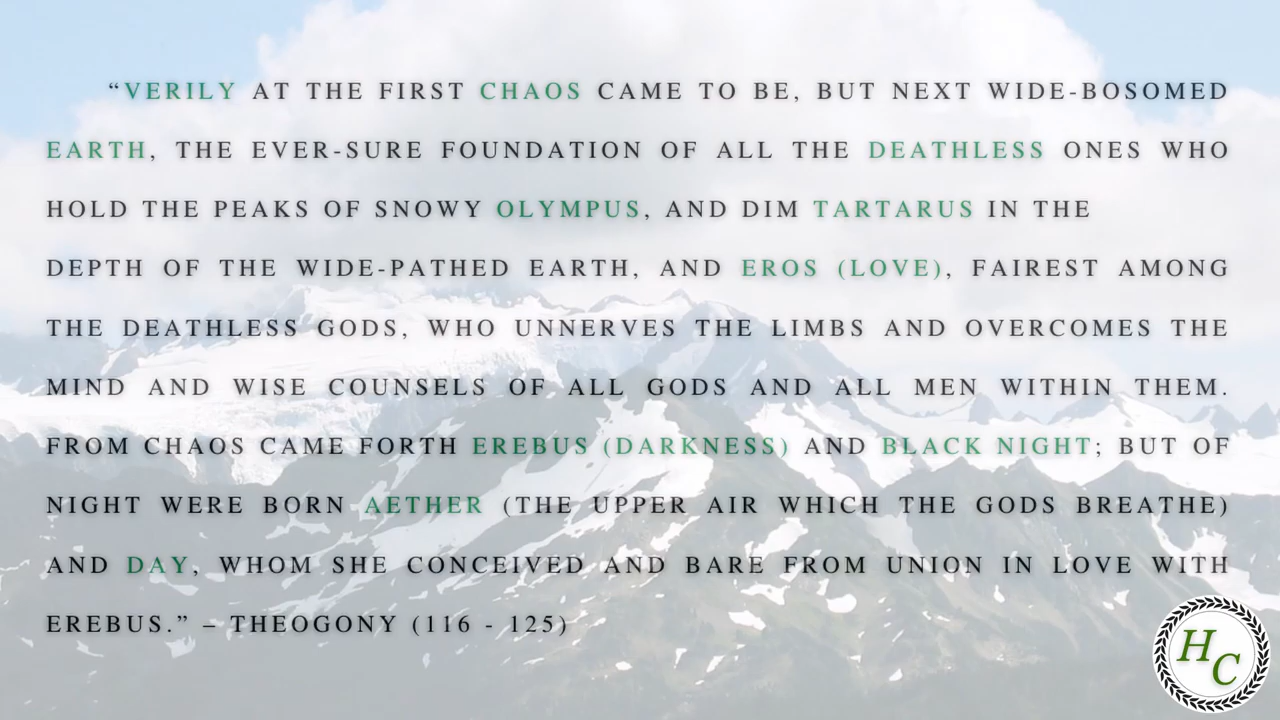 “VERILY AT THE FIRST CHAOS CAME TO BE, BUT NEXT WIDE-BOSOMED
EARTH, THE EVER-SURE FOUNDATION OF ALL THE DEATHLESS ONES WHO
HOLD THE PEAKS OF SNOWY OLYMPUS, AND DIM TARTARUS IN THE
DEPTH OF THE WIDE-PATHED EARTH, AND EROS (LOVE), FAIREST AMONG
THE DEATHLESS GODS, WHO UNNERVES THE LIMBS AND OVERCOMES THE
MIND AND WISE COUNSELS OF ALL GODS AND ALL MEN WITHIN THEM.
FROM CHAOS CAME FORTH EREBUS (DARKNESS) AND BLACK NIGHT; BUT OF
NIGHT WERE BORN AETHER (THE UPPER AIR WHICH THE GODS BREATHE)
AND DAY, WHOM SHE CONCEIVED AND BARE FROM UNION IN LOVE WITH
EREBUS.” – THEOGONY (116 - 125)
HC